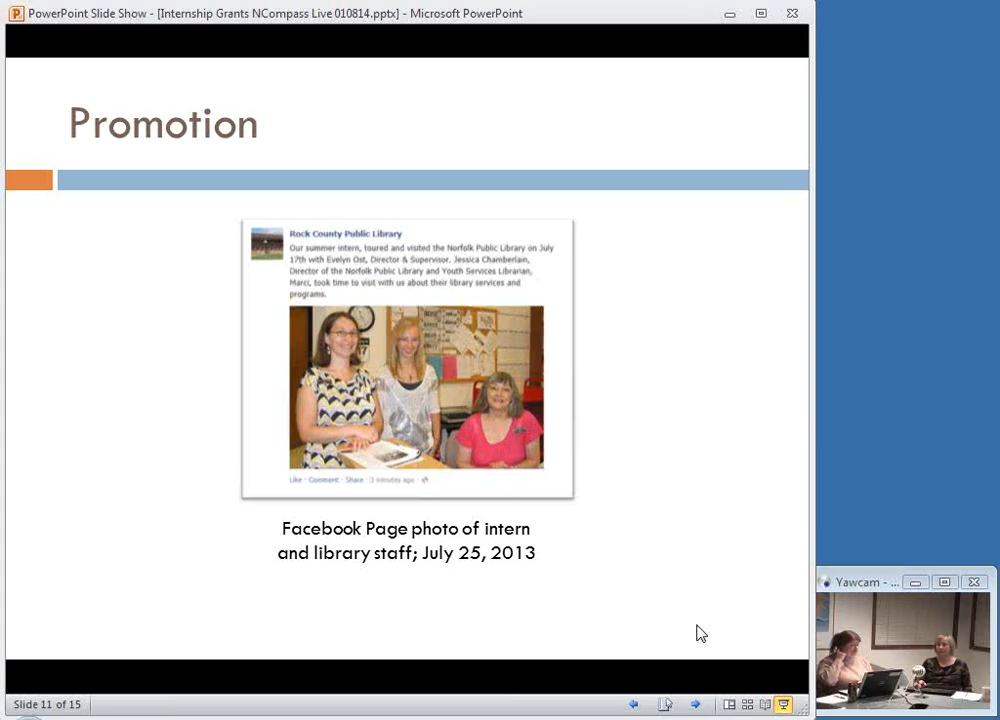 PowerPoint Slide Show - [Internship Grants NCompass Live 010814.pptx] - Microsoft PowerPoint
Promotion
Rock County Public Library
Our summer intern, toured and visited the Norfolk Public Library on July
17th with Evelyn Ost, Director & Supervisor. Jessica Chamberlain,
Director of the Norfolk Public Library and Youth Services Librarian,
Marci, took time to visit with us about their library services and
programs.
Like · Comment · Share · 3 minutes ago ·
Facebook Page photo of intern
and library staff; July 25, 2013
Yawcam - ...
Slide 11 of 15